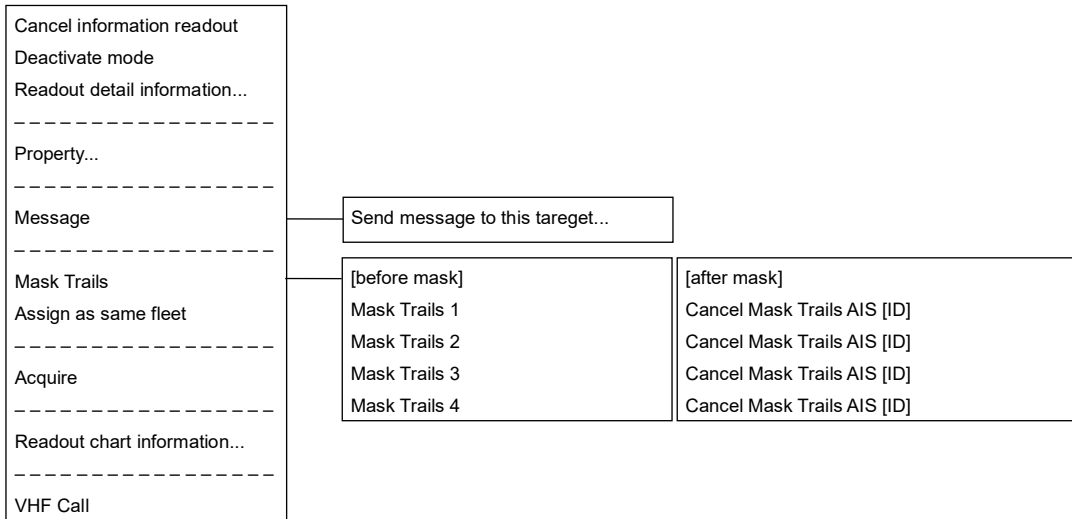 Cancel information readout
Deactivate mode
Readout detail information...
Property...
Message
Send message to this tareget...
Mask Trails
Assign as same fleet
[before mask]
Mask Trails 1
Mask Trails 2
Mask Trails 3
Mask Trails 4
[after mask]
Cancel Mask Trails AIS [ID]
Cancel Mask Trails AIS [ID]
Cancel Mask Trails AIS [ID]
Cancel Mask Trails AIS [ID]
Acquire
Readout chart information...
VHF Call